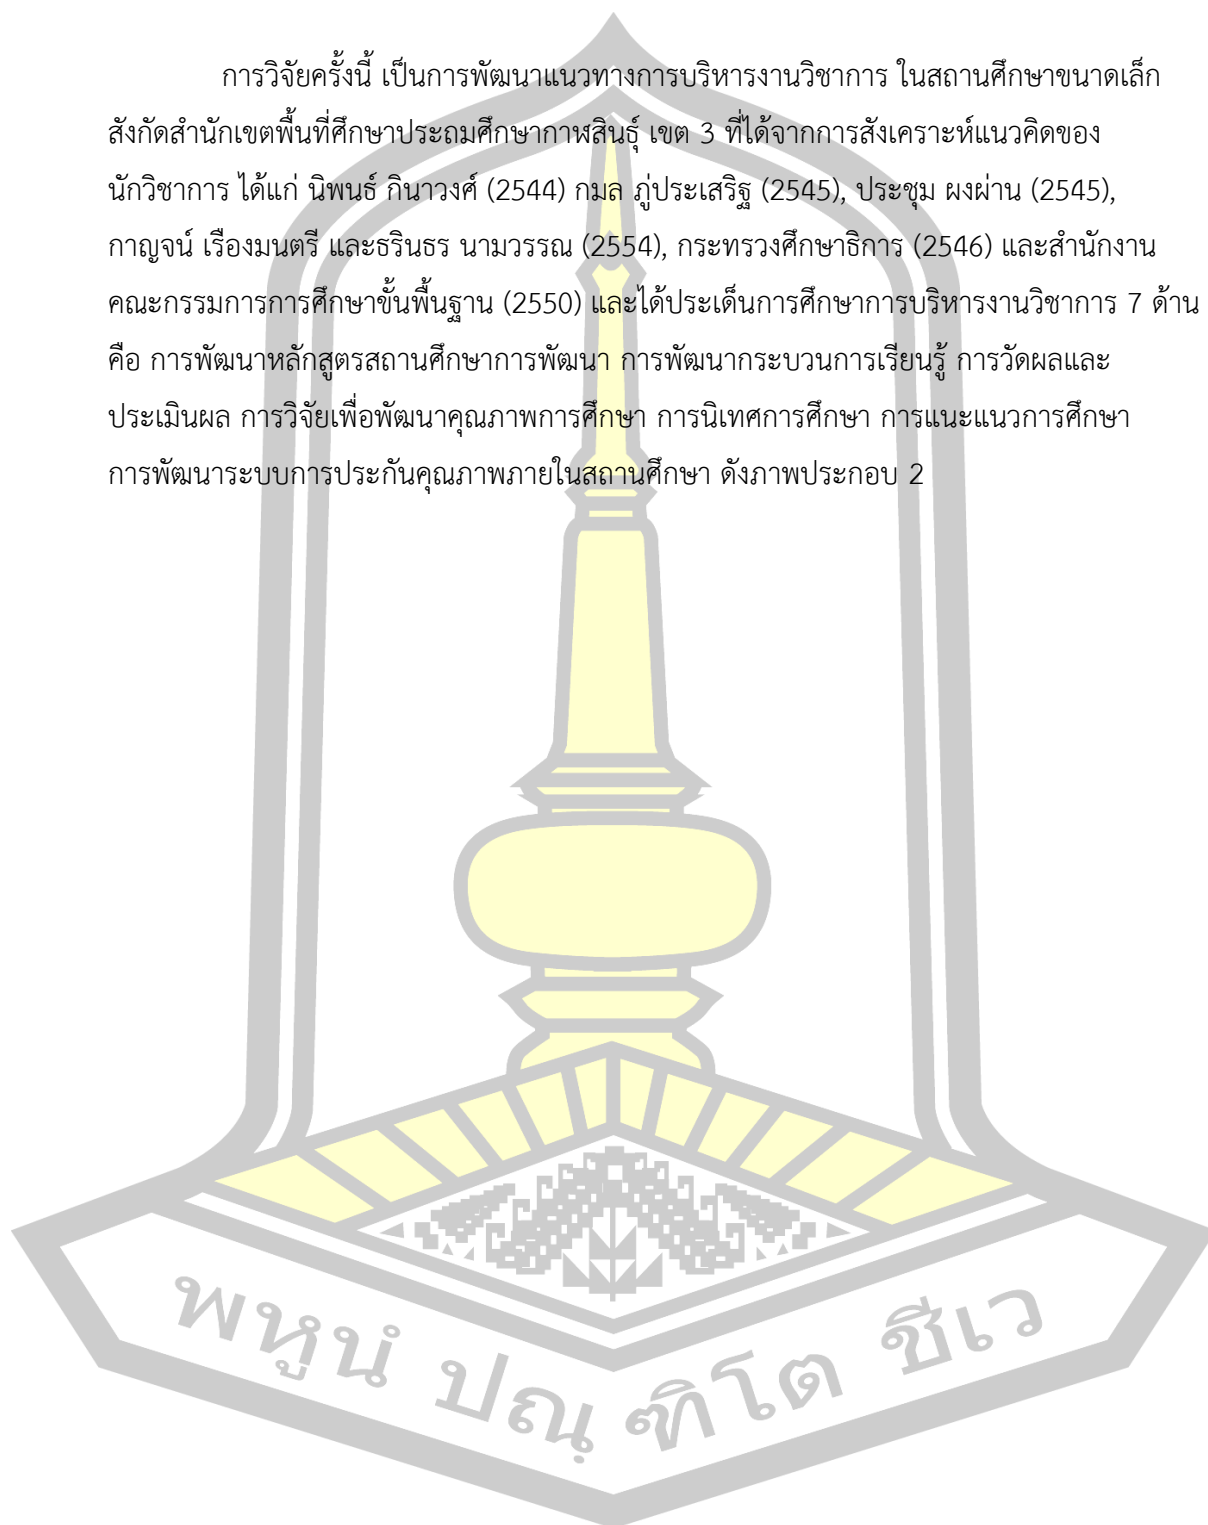 การวิจัยครั้งนี้ เป็นการพัฒนาแนวทางการบริหารงานวิชาการ ในสถานศึกษาขนาดเล็ก
สังกัดสำนักเขตพื้นที่ศึกษาประถมศึกษากาฬสินธุ์ เขต 3 ที่ได้จากการสังเคราะห์แนวคิดของ
นักวิชาการ ได้แก่ นิพนธ์ กินาวงศ์ (2544) กมล ภู่ประเสริฐ (2545), ประชุม ผงผ่าน (2545),
กาญจน์ เรืองมนตรี และธรินธร นามวรรณ (2554), กระทรวงศึกษาธิการ (2546) และสำนักงาน
คณะกรรมการการศึกษาขั้นพื้นฐาน (2550) และได้ประเด็นการศึกษาการบริหารงานวิชาการ 7 ด้าน
คือ การพัฒนาหลักสูตรสถานศึกษาการพัฒนา การพัฒนากระบวนการเรียนรู้ การวัดผลและ
ประเมินผล การวิจัยเพื่อพัฒนาคุณภาพการศึกษา การนิเทศการศึกษา การแนะแนวการศึกษา
การพัฒนาระบบการประกันคุณภาพภายในสถานศึกษา ดังภาพประกอบ 2
พหูนํ ปณฺฑิโต ชีเว